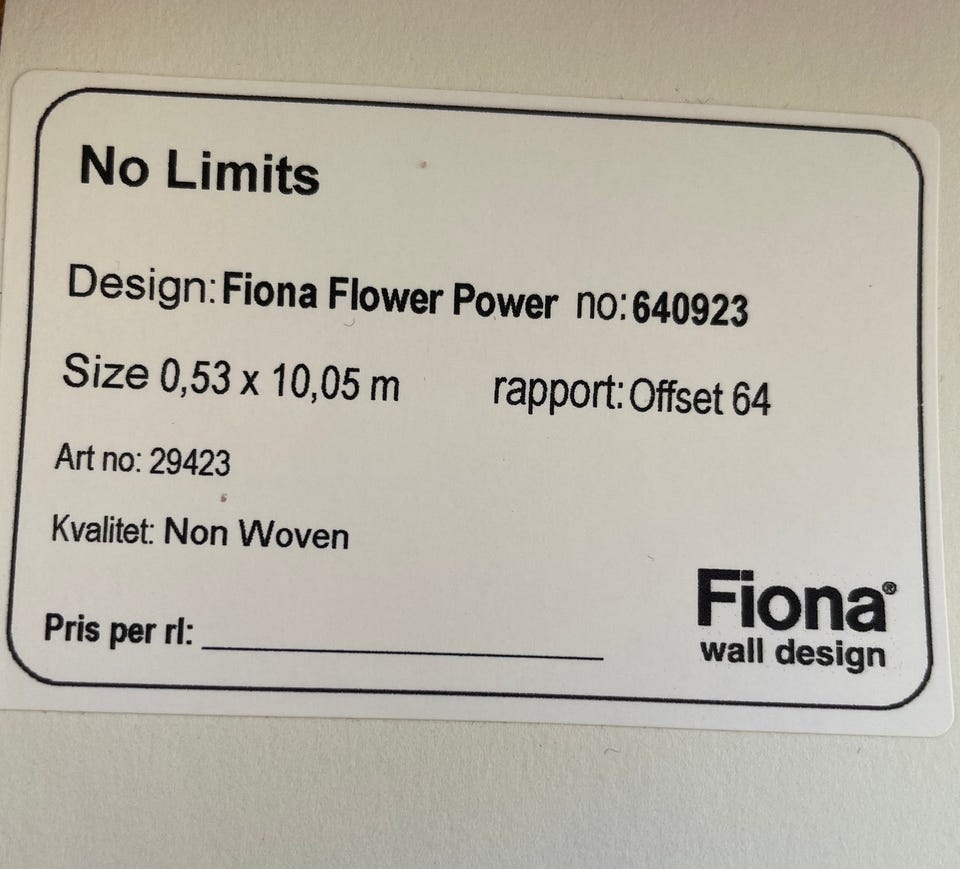 No Limits
Design: Fiona Flower Power no: 640923
Size 0,53 x 10,05 m rapport: Offset 64
Art no: 29423
Kvalitet: Non Woven
Pris per rl:
Fiona®
wall design